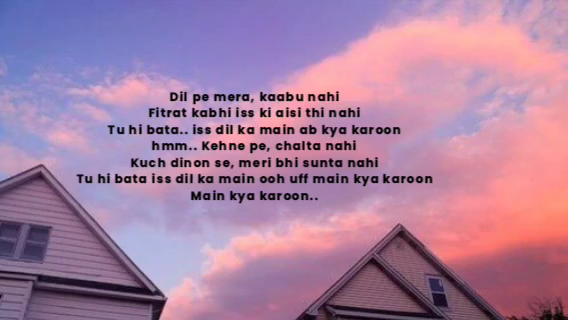 Dil pe mera, kaabu nahi
Fitrat kabhi iss ki aisi thi nahi
Tu hi bata.. iss dil ka main ab kya karoon
hmm.. Kehne pe, chalta nahi
Kuch dinon se, meri bhi sunta nahi
Tu hi bata iss dil ka main ooh uff main kya karoon
Main kya karoon..